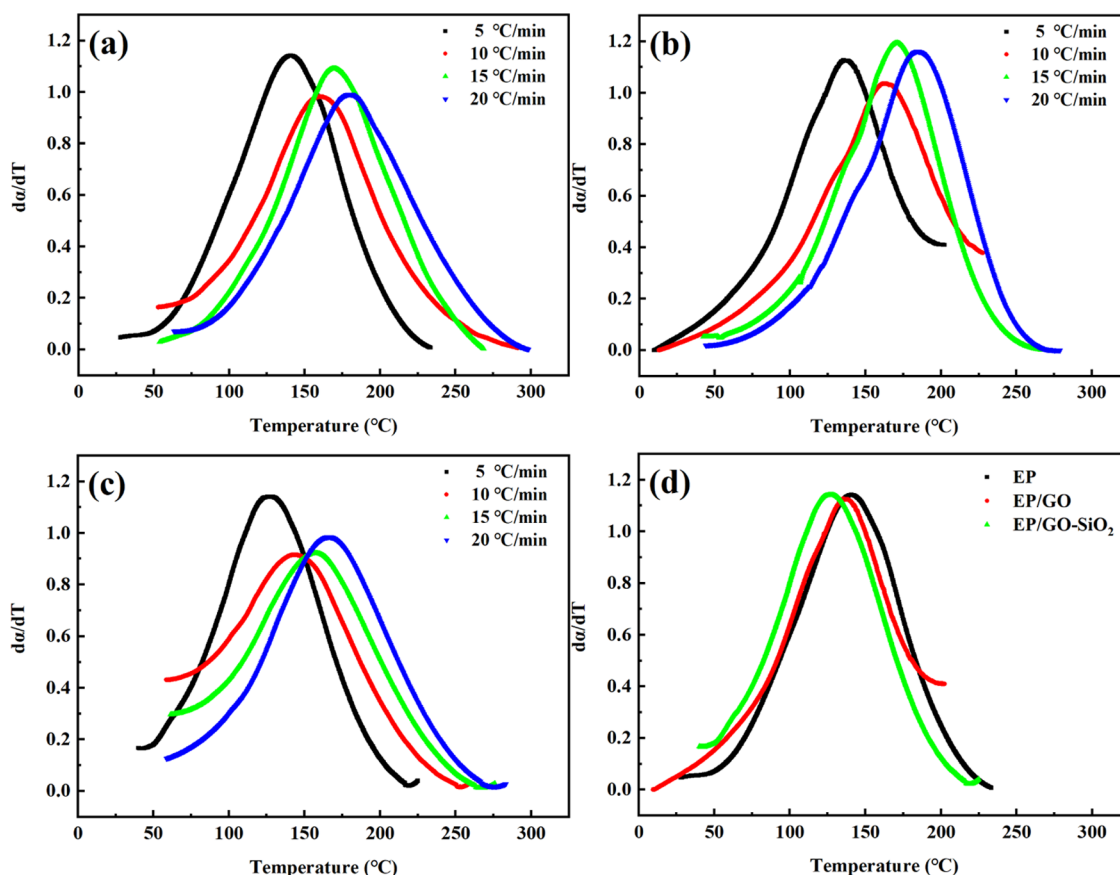 (a)
5 °C/min
10 °C/min
15 °C/min
20 °C/min
dα/dT
1.2
1.0
0.8
0.6
0.4
0.2
0.0
0 50 100 150 200 250 300
Temperature (°C)
(b)
5 °C/min
10 °C/min
15 °C/min
20 °C/min
dα/dT
1.2
1.0
0.8
0.6
0.4
0.2
0.0
0 50 100 150 200 250 300
Temperature (°C)
(c)
5 °C/min
10 °C/min
15 °C/min
20 °C/min
dα/dT
1.2
1.0
0.8
0.6
0.4
0.2
0.0
0 50 100 150 200 250 300
Temperature (°C)
(d)
EP
EP/GO
EP/GO-SiO₂
dα/dT
1.2
1.0
0.8
0.6
0.4
0.2
0.0
0 50 100 150 200 250 300
Temperature (°C)